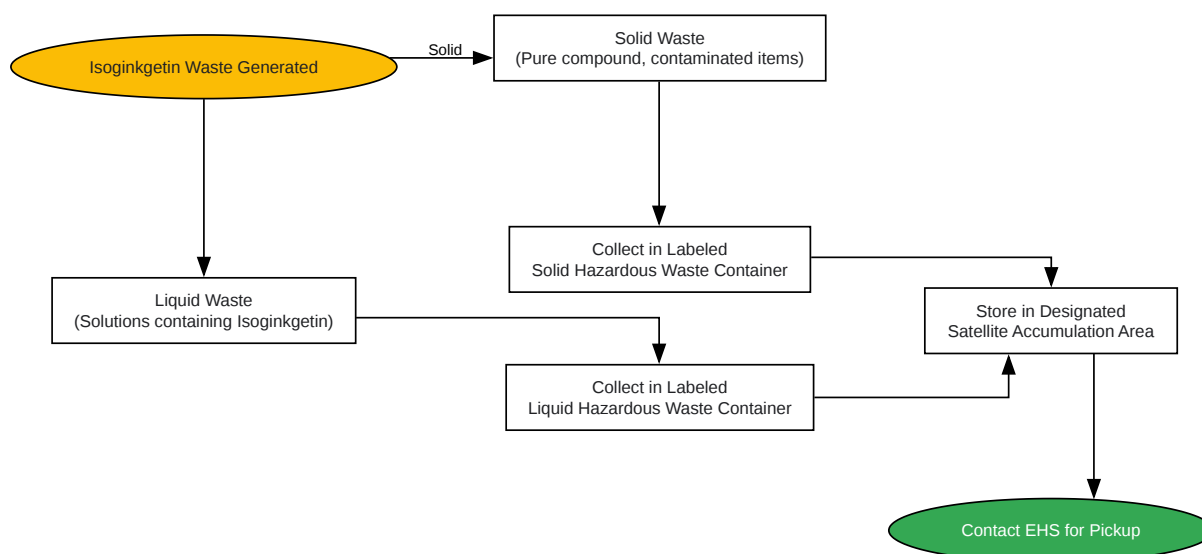 Isoginkgetin Waste Generated
Solid
Solid Waste
(Pure compound, contaminated items)
Collect in Labeled
Solid Hazardous Waste Container
Liquid Waste
(Solutions containing Isoginkgetin)
Store in Designated
Satellite Accumulation Area
Collect in Labeled
Liquid Hazardous Waste Container
Contact EHS for Pickup